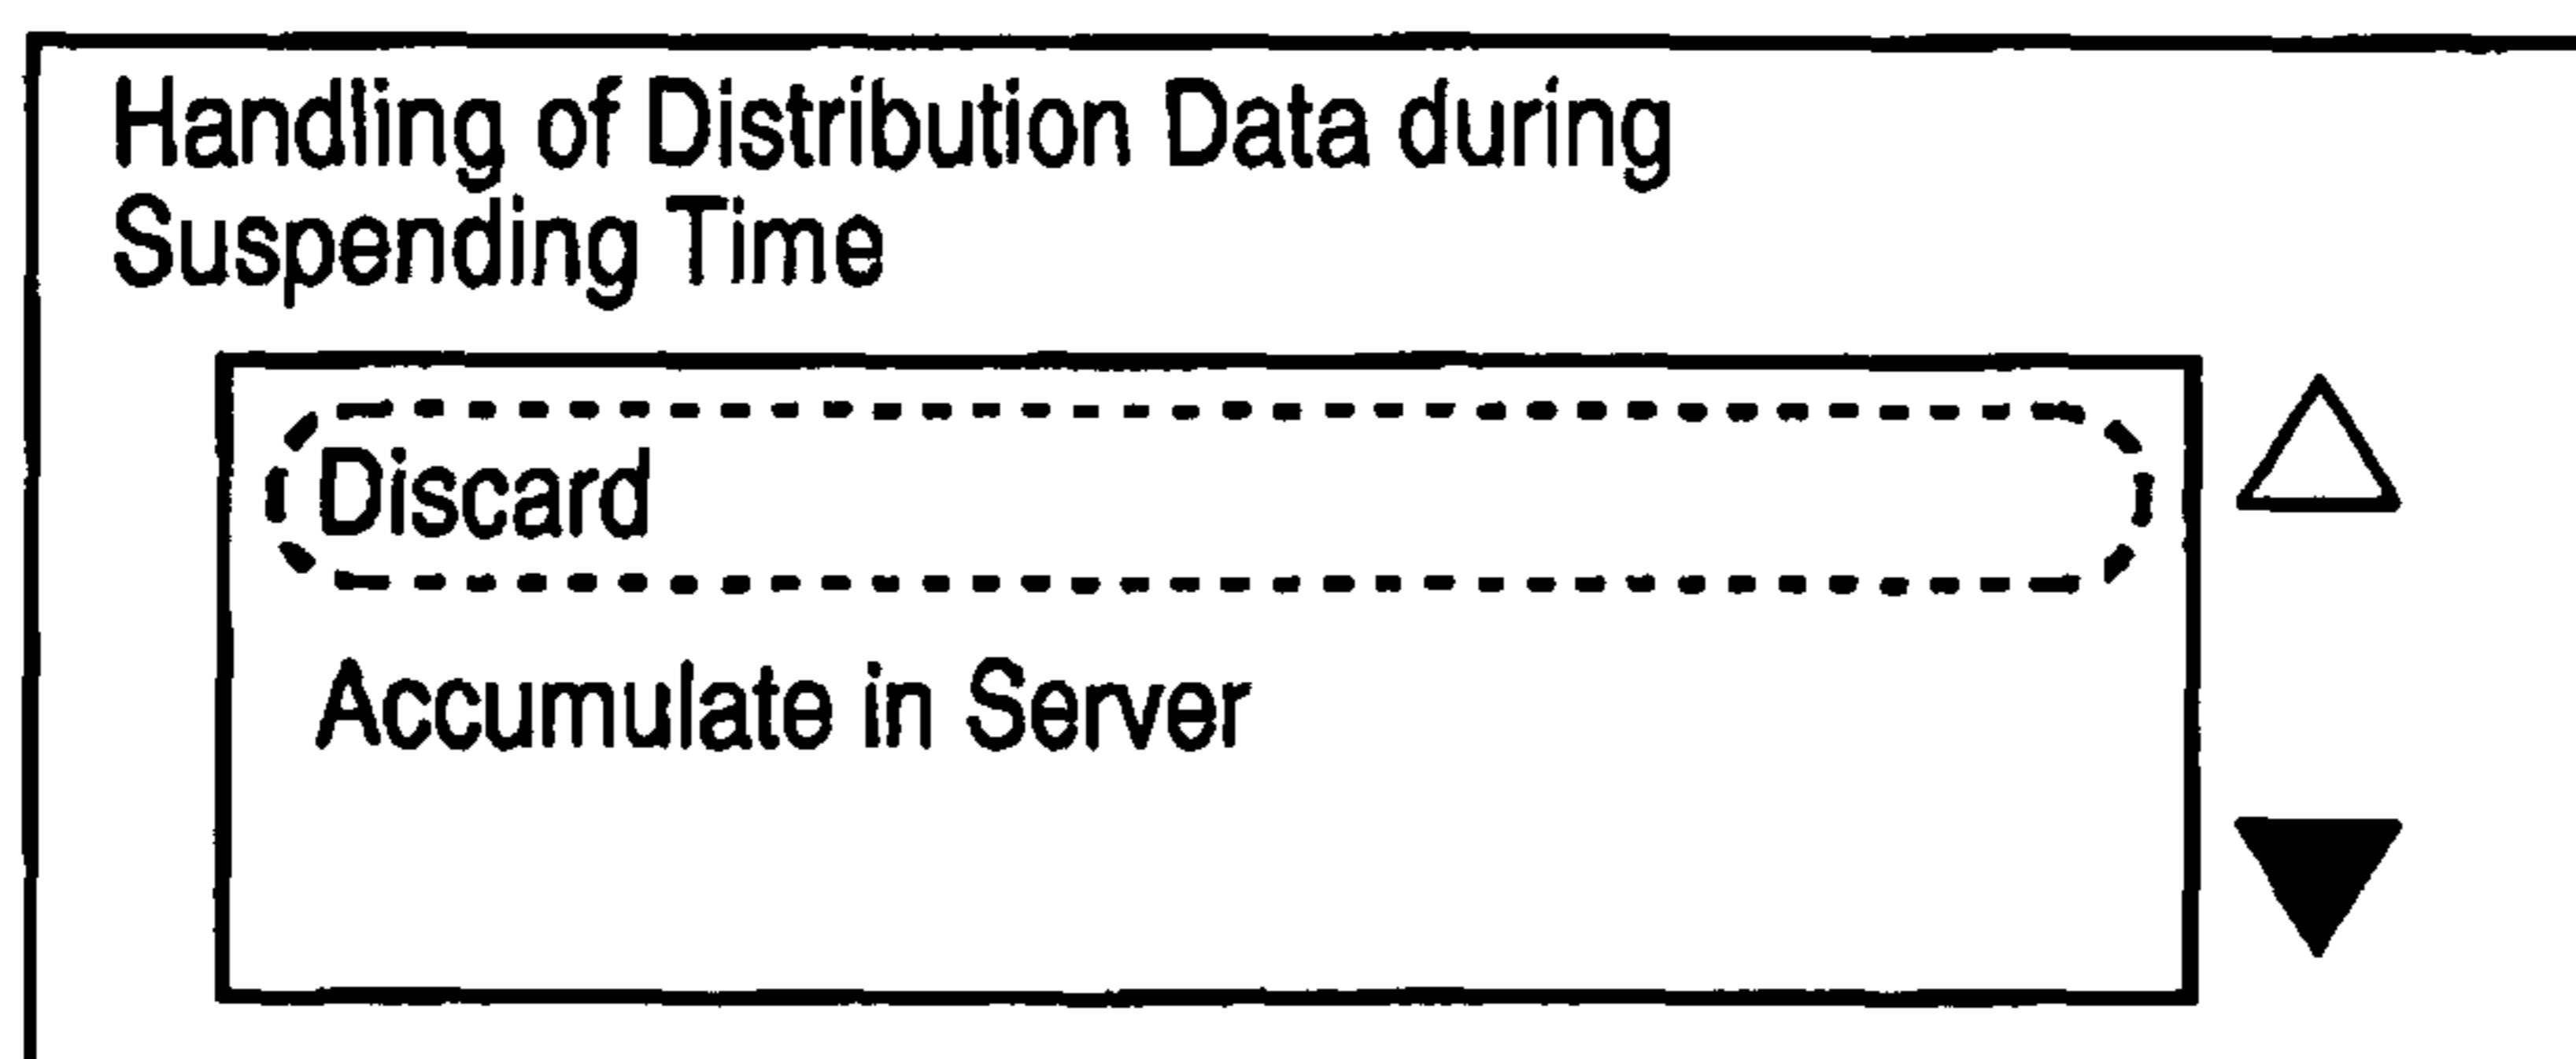 Handling of Distribution Data during
Suspending Time
Discard
Accumulate in Server